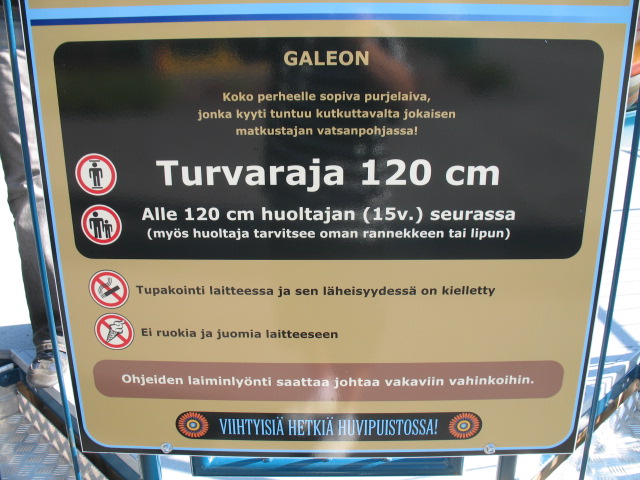 GALEON
Koko perheelle sopiva purjelaiva,
jonka kyyti tuntuu kutkuttavalta jokaisen
matkustajan vatsanpohjassa!
Turvaraja 120 cm
Alle 120 cm huoltajan (15v.) seurassa
(myös huoltaja tarvitsee oman rannekkeen tai lipun)
Tupakointi laitteessa ja sen läheisyydessä on kielletty
Ei ruokia ja juomia laitteeseen
Ohjeiden laiminlyönti saattaa johtaa vakaviin vahinkoihin.
VIIHTYISIÄ HETKIÄ HUVIPUISTOSSA!